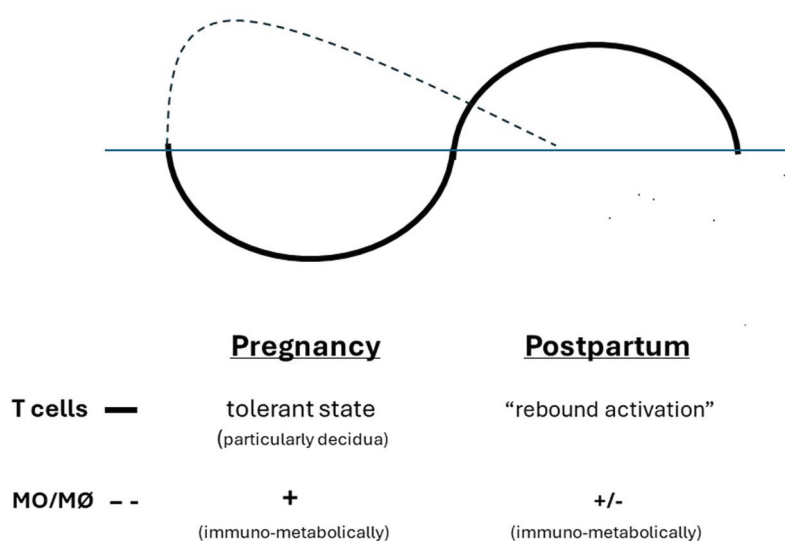 Pregnancy Postpartum
T cells tolerant state “rebound activation”
(particularly decidua)
MO/MØ + +/-
(immuno-metabolically) (immuno-metabolically)